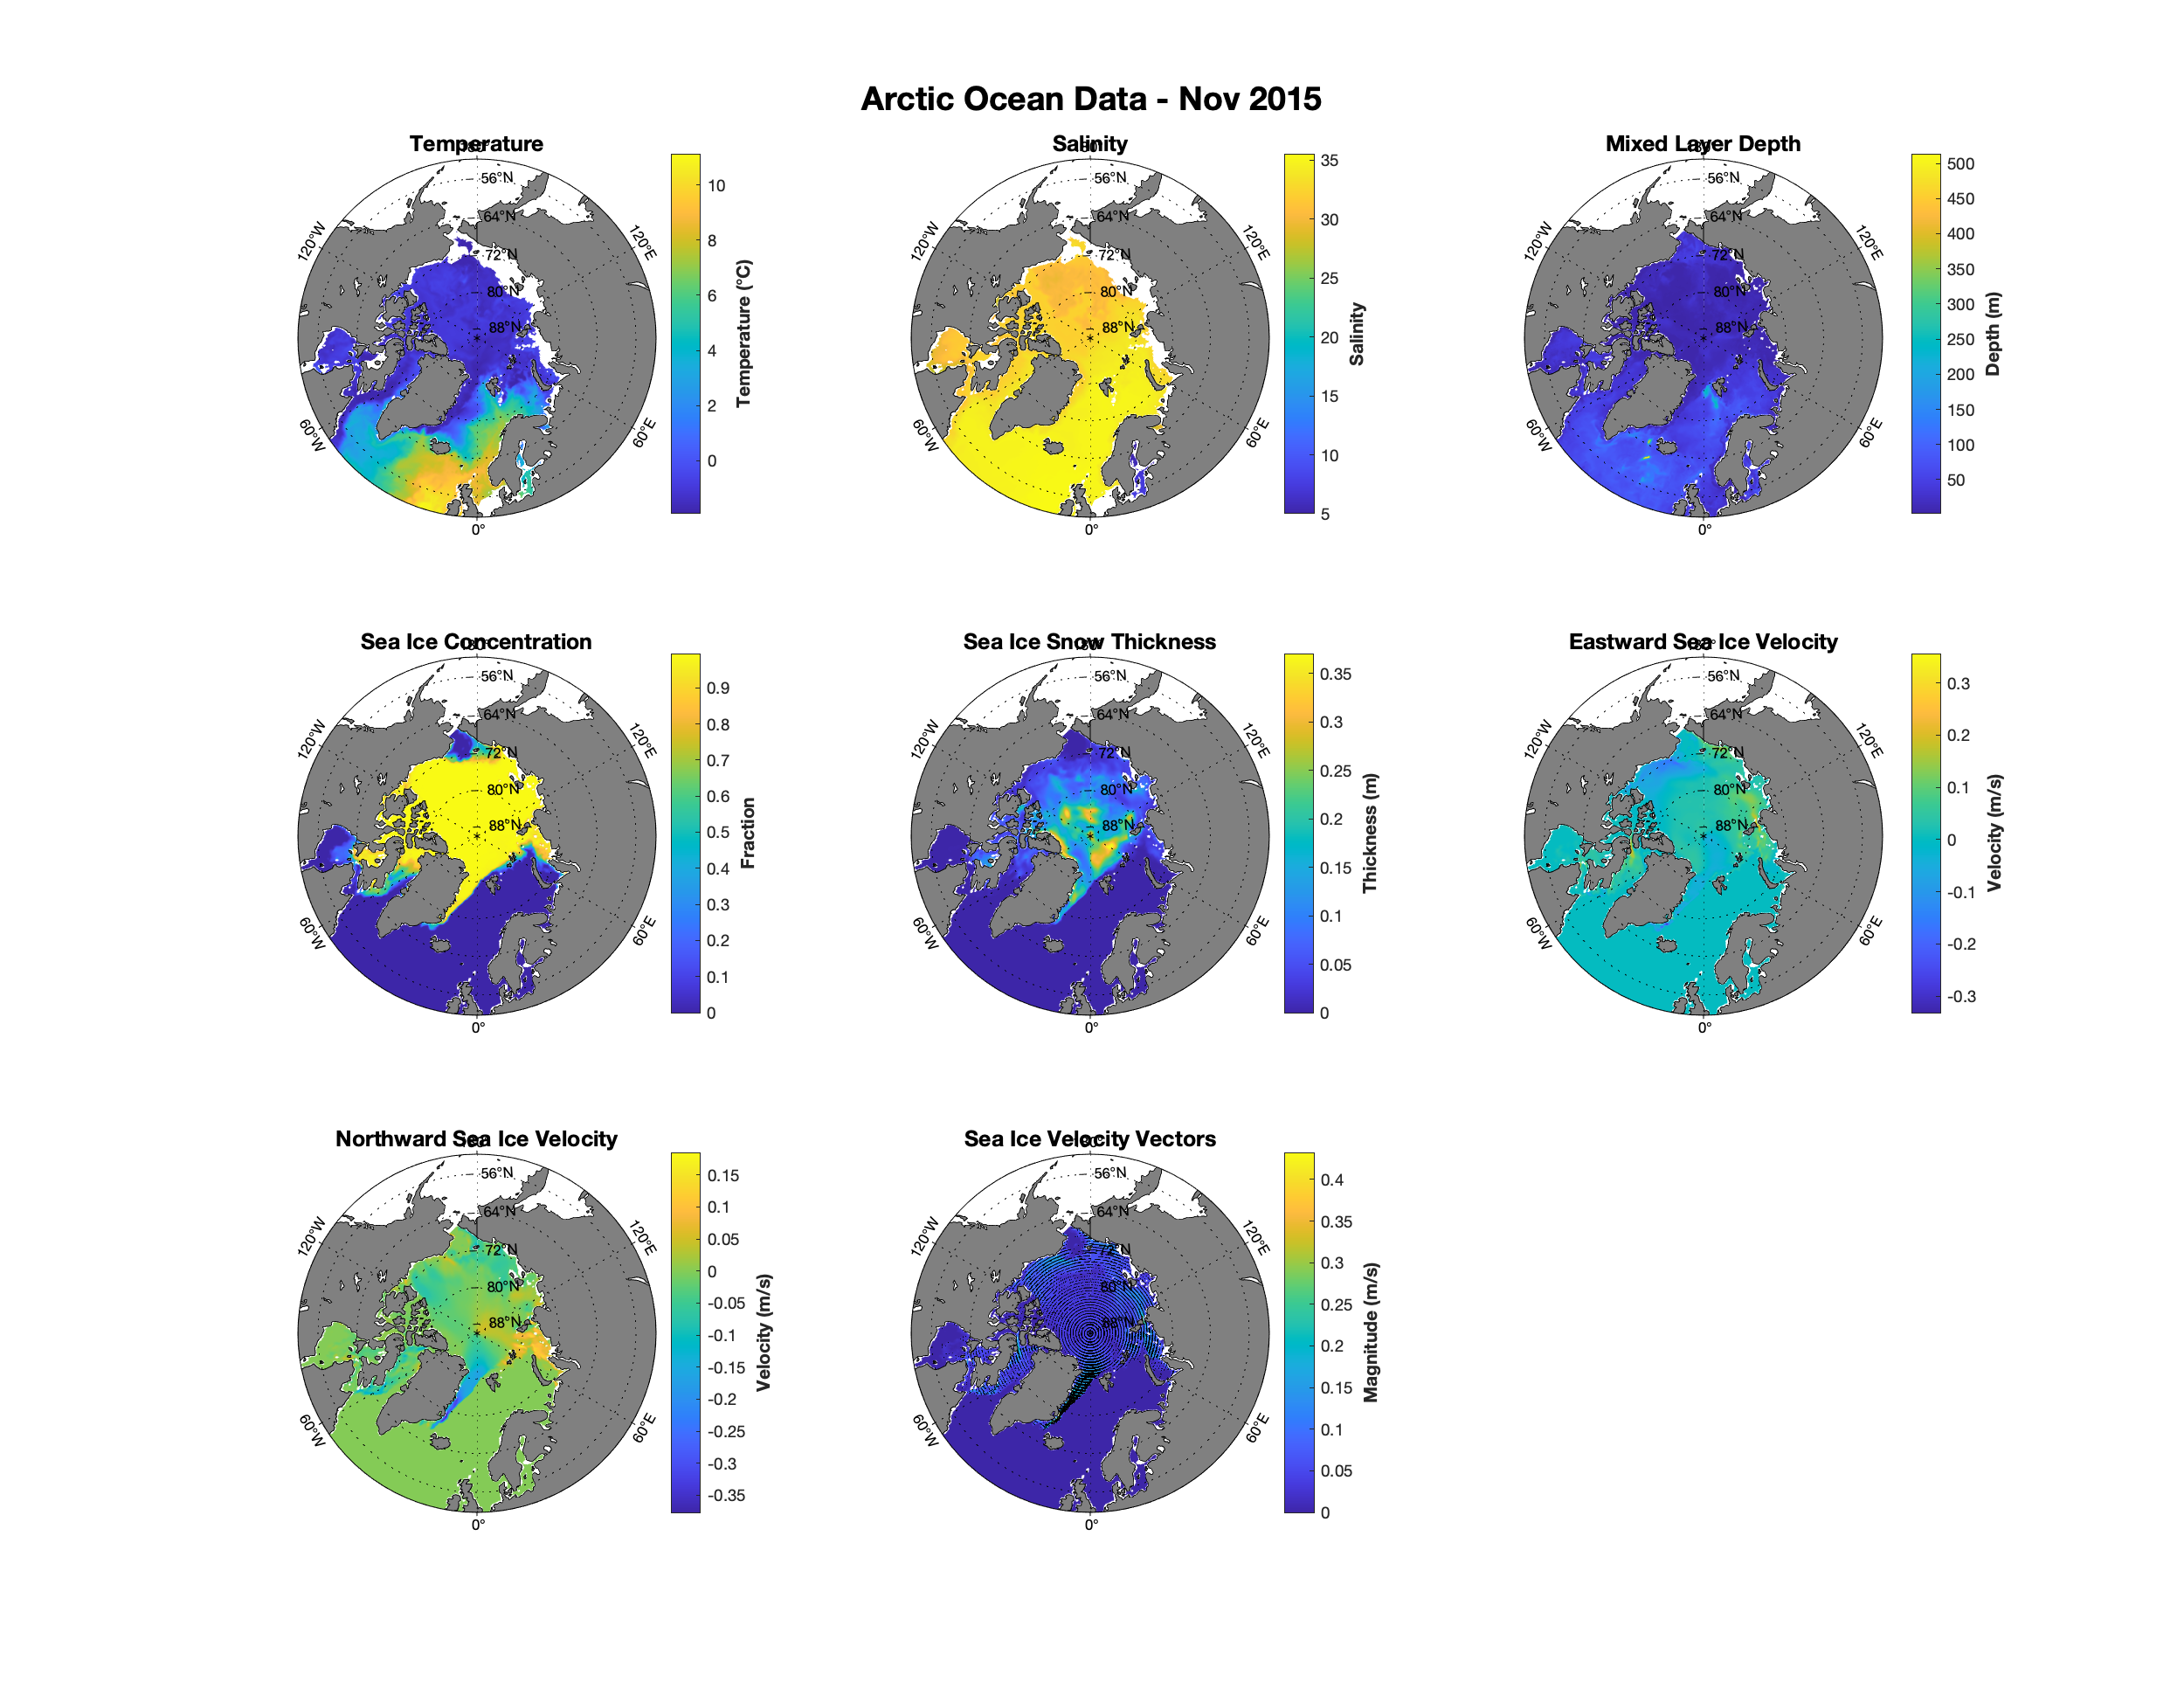 Arctic Ocean Data - Nov 2015
Temperature
180°
56°N
64°N
72°N
80°N
88°N
120°W
120°E
60°W
60°E
0°
10
8
6
4
2
0
Temperature (°C)
Salinity
180°
56°N
64°N
72°N
80°N
88°N
120°W
120°E
60°W
60°E
0°
35
30
25
20
15
10
5
Salinity
Mixed Layer Depth
180°
56°N
64°N
72°N
80°N
88°N
120°W
120°E
60°W
60°E
0°
500
450
400
350
300
250
200
150
100
50
Depth (m)
Sea Ice Concentration
180°
56°N
64°N
72°N
80°N
88°N
120°W
120°E
60°W
60°E
0°
0.9
0.8
0.7
0.6
0.5
0.4
0.3
0.2
0.1
0
Fraction
Sea Ice Snow Thickness
180°
56°N
64°N
72°N
80°N
88°N
120°W
120°E
60°W
60°E
0°
0.35
0.3
0.25
0.2
0.15
0.1
0.05
0
Thickness (m)
Eastward Sea Ice Velocity
180°
56°N
64°N
72°N
80°N
88°N
120°W
120°E
60°W
60°E
0°
0.3
0.2
0.1
0
-0.1
-0.2
-0.3
Velocity (m/s)
Northward Sea Ice Velocity
180°
56°N
64°N
72°N
80°N
88°N
120°W
120°E
60°W
60°E
0°
0.15
0.1
0.05
0
-0.05
-0.1
-0.15
-0.2
-0.25
-0.3
-0.35
Velocity (m/s)
Sea Ice Velocity Vectors
180°
56°N
64°N
72°N
80°N
88°N
120°W
120°E
60°W
60°E
0°
0.4
0.35
0.3
0.25
0.2
0.15
0.1
0.05
0
Magnitude (m/s)